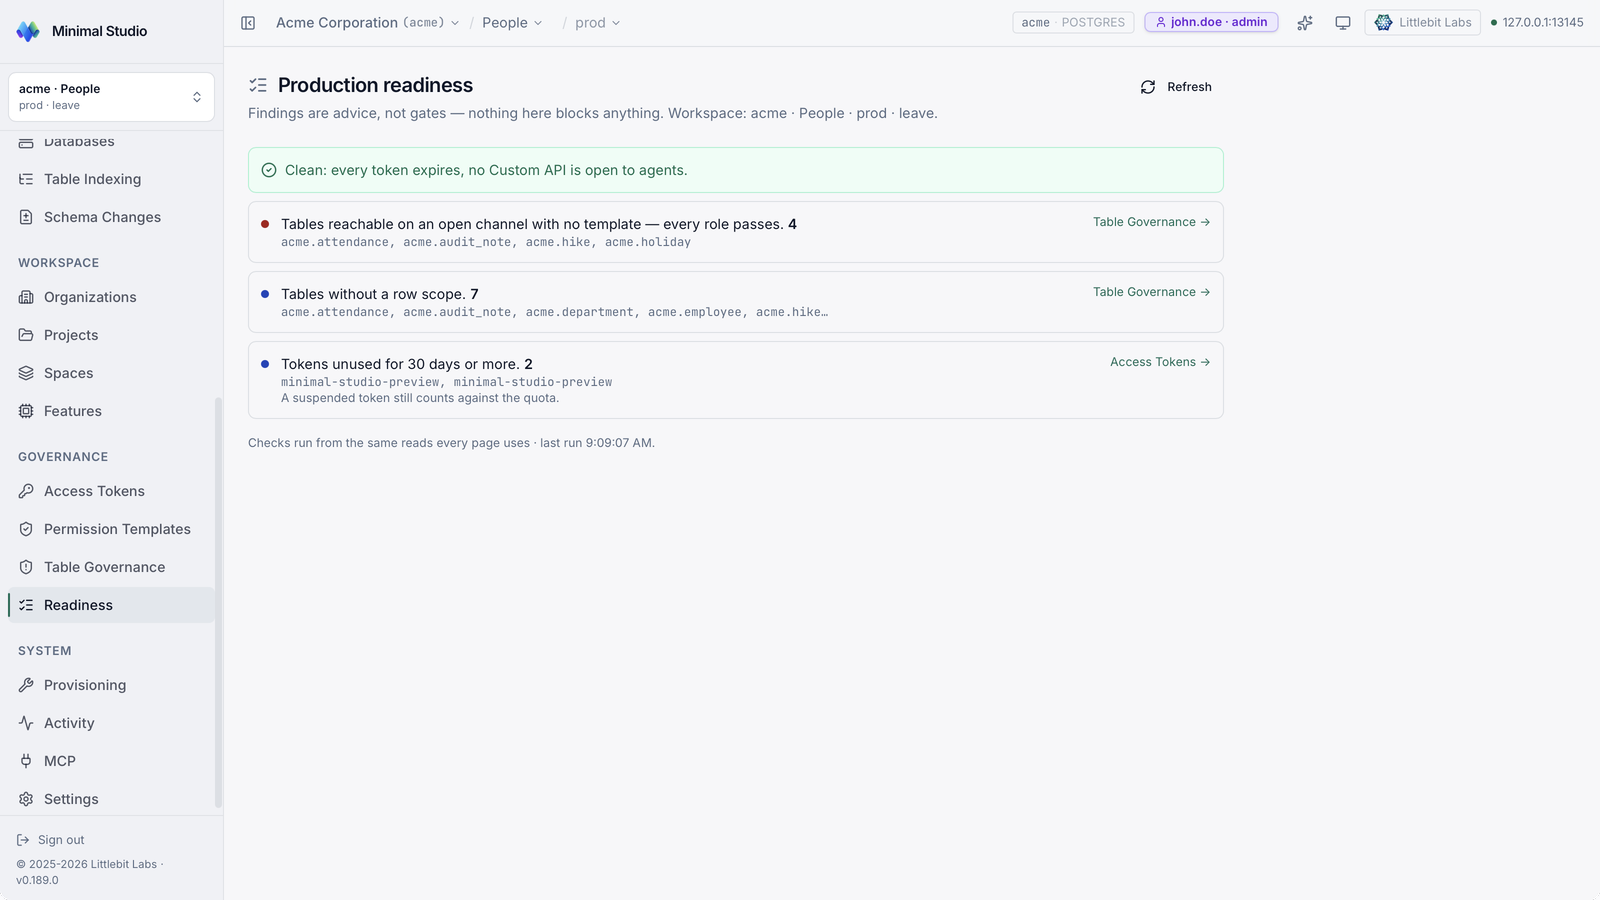 Minimal Studio
Acme Corporation (acme) / People / prod
acme · POSTGRES
john.doe · admin
Littlebit Labs
127.0.0.1:13145
acme · People
prod · leave
Databases
Table Indexing
Schema Changes
WORKSPACE
Organizations
Projects
Spaces
Features
GOVERNANCE
Access Tokens
Permission Templates
Table Governance
Readiness
SYSTEM
Provisioning
Activity
MCP
Settings
Sign out
© 2025-2026 Littlebit Labs ·
v0.189.0
Production readiness
Refresh
Findings are advice, not gates — nothing here blocks anything. Workspace: acme · People · prod · leave.
Clean: every token expires, no Custom API is open to agents.
Tables reachable on an open channel with no template — every role passes. 4
Table Governance →
acme.attendance, acme.audit_note, acme.hike, acme.holiday
Tables without a row scope. 7
Table Governance →
acme.attendance, acme.audit_note, acme.department, acme.employee, acme.hike…
Tokens unused for 30 days or more. 2
Access Tokens →
minimal-studio-preview, minimal-studio-preview
A suspended token still counts against the quota.
Checks run from the same reads every page uses · last run 9:09:07 AM.